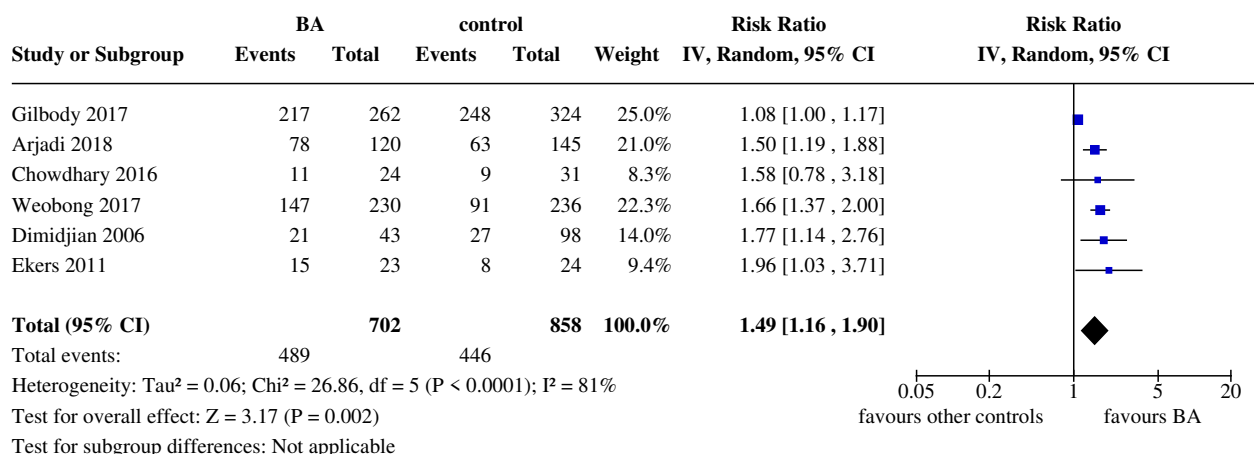 BA control Risk Ratio Risk Ratio
Study or Subgroup Events Total Events Total Weight IV, Random, 95% CI IV, Random, 95% CI
Gilbody 2017 217 262 248 324 25.0% 1.08 [1.00 , 1.17]
Arjadi 2018 78 120 63 145 21.0% 1.50 [1.19 , 1.88]
Chowdhary 2016 11 24 9 31 8.3% 1.58 [0.78 , 3.18]
Weobong 2017 147 230 91 236 22.3% 1.66 [1.37 , 2.00]
Dimidjian 2006 21 43 27 98 14.0% 1.77 [1.14 , 2.76]
Ekers 2011 15 23 8 24 9.4% 1.96 [1.03 , 3.71]
Total (95% CI) 702 858 100.0% 1.49 [1.16 , 1.90]
Total events: 489 446
Heterogeneity: Tau² = 0.06; Chi² = 26.86, df = 5 (P < 0.0001); I² = 81%
0.05 0.2 1 5 20
Test for overall effect: Z = 3.17 (P = 0.002)
favours other controls favours BA
Test for subgroup differences: Not applicable